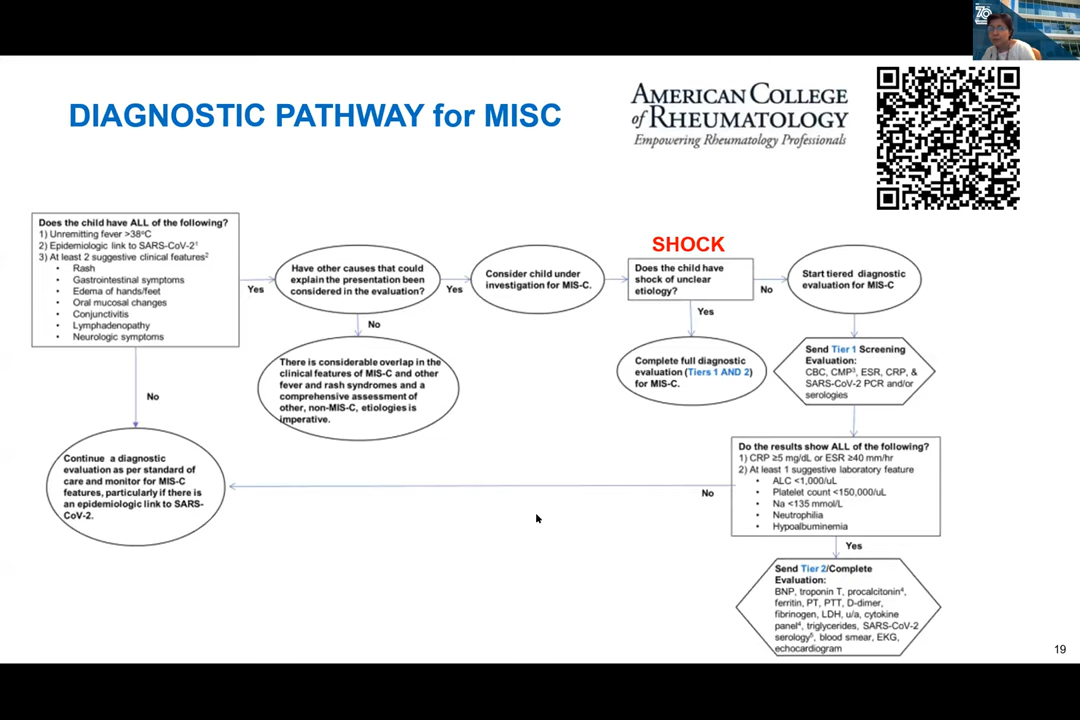 DIAGNOSTIC PATHWAY for MISC
AMERICAN COLLEGE
of RHEUMATOLOGY
Empowering Rheumatology Professionals
Does the child have ALL of the following?
1) Unremitting fever >38°C
2) Epidemiologic link to SARS-CoV-2¹
3) At least 2 suggestive clinical features²
• Rash
• Gastrointestinal symptoms
• Edema of hands/feet
• Oral mucosal changes
• Conjunctivitis
• Lymphadenopathy
• Neurologic symptoms
Yes
Have other causes that could
explain the presentation been
considered in the evaluation?
Yes
Consider child under
investigation for MIS-C.
SHOCK
Does the child have
shock of unclear
etiology?
No
Start tiered diagnostic
evaluation for MIS-C
No
There is considerable overlap in the
clinical features of MIS-C and other
fever and rash syndromes and a
comprehensive assessment of
other, non-MIS-C, etiologies is
imperative.
Yes
Complete full diagnostic
evaluation (Tiers 1 AND 2)
for MIS-C.
Send Tier 1 Screening
Evaluation:
CBC, CMP³, ESR, CRP, &
SARS-CoV-2 PCR and/or
serologies
No
Continue a diagnostic
evaluation as per standard of
care and monitor for MIS-C
features, particularly if there is
an epidemiologic link to SARS-
CoV-2.
Do the results show ALL of the following?
1) CRP ≥5 mg/dL or ESR ≥40 mm/hr
2) At least 1 suggestive laboratory feature
• ALC <1,000/uL
• Platelet count <150,000/uL
• Na <135 mmol/L
• Neutrophilia
• Hypoalbuminemia
No
Yes
Send Tier 2/Complete
Evaluation:
BNP, troponin T, procalcitonin⁴,
ferritin, PT, PTT, D-dimer,
fibrinogen, LDH, u/a, cytokine
panel⁴, triglycerides, SARS-CoV-2
serology⁵, blood smear, EKG,
echocardiogram
19